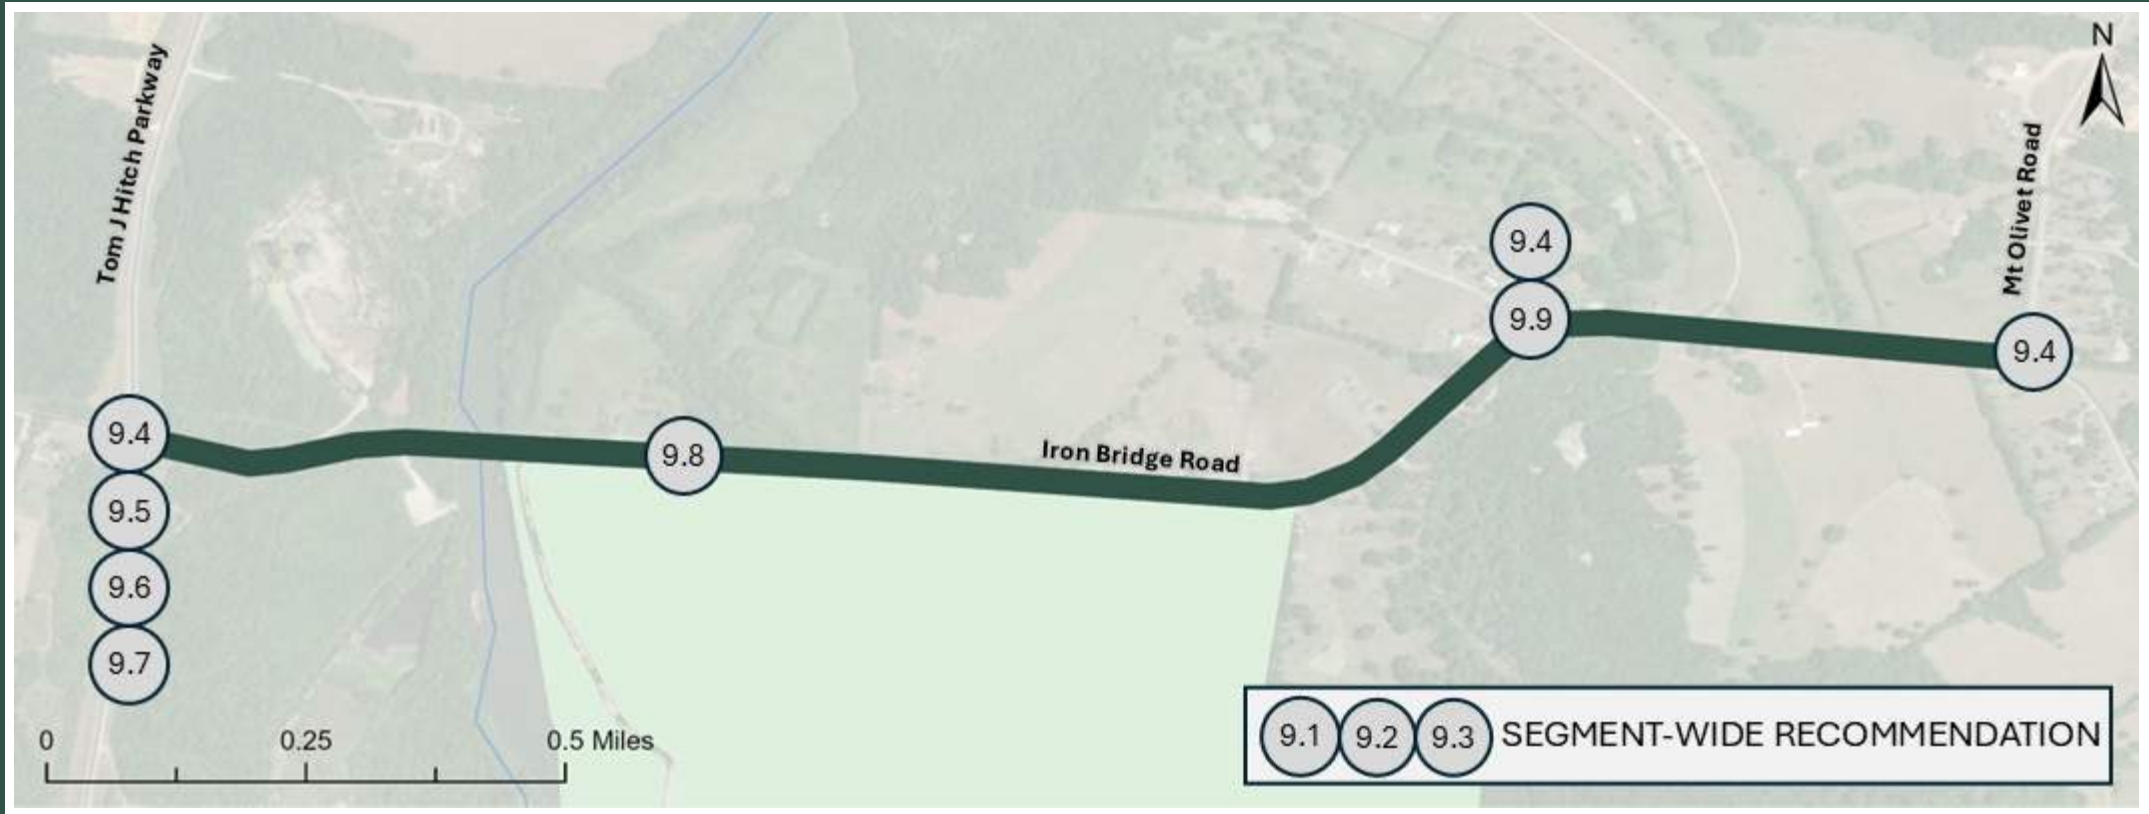 N
Tom J Hitch Parkway
Mt Olivet Road
9.4
9.9
9.4
9.4
9.8
Iron Bridge Road
9.5
9.6
9.7
0 0.25 0.5 Miles
9.1 9.2 9.3 SEGMENT-WIDE RECOMMENDATION